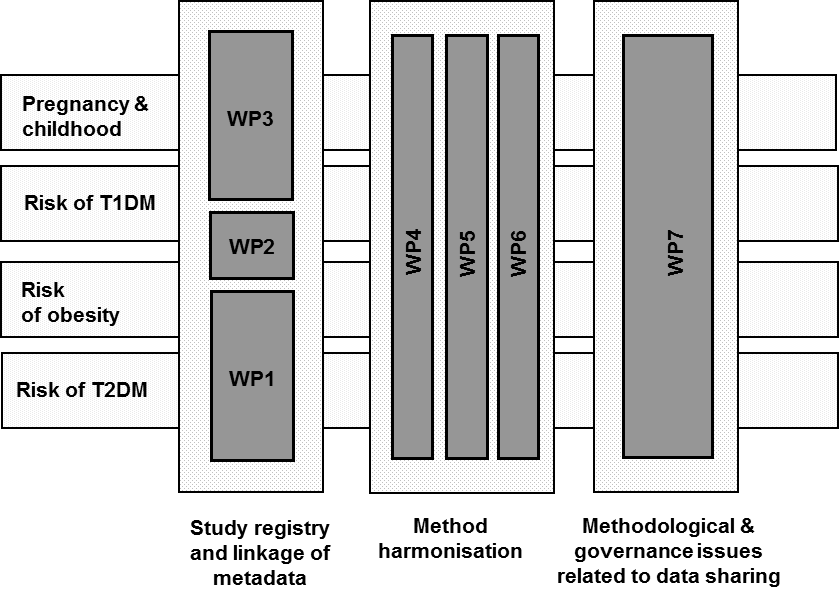 Pregnancy &
childhood
Risk of T1DM
Risk
of obesity
Risk of T2DM
WP3
WP2
WP1
WP4
WP5
WP6
WP7
Study registry
and linkage of
metadata
Method
harmonisation
Methodological &
governance issues
related to data sharing